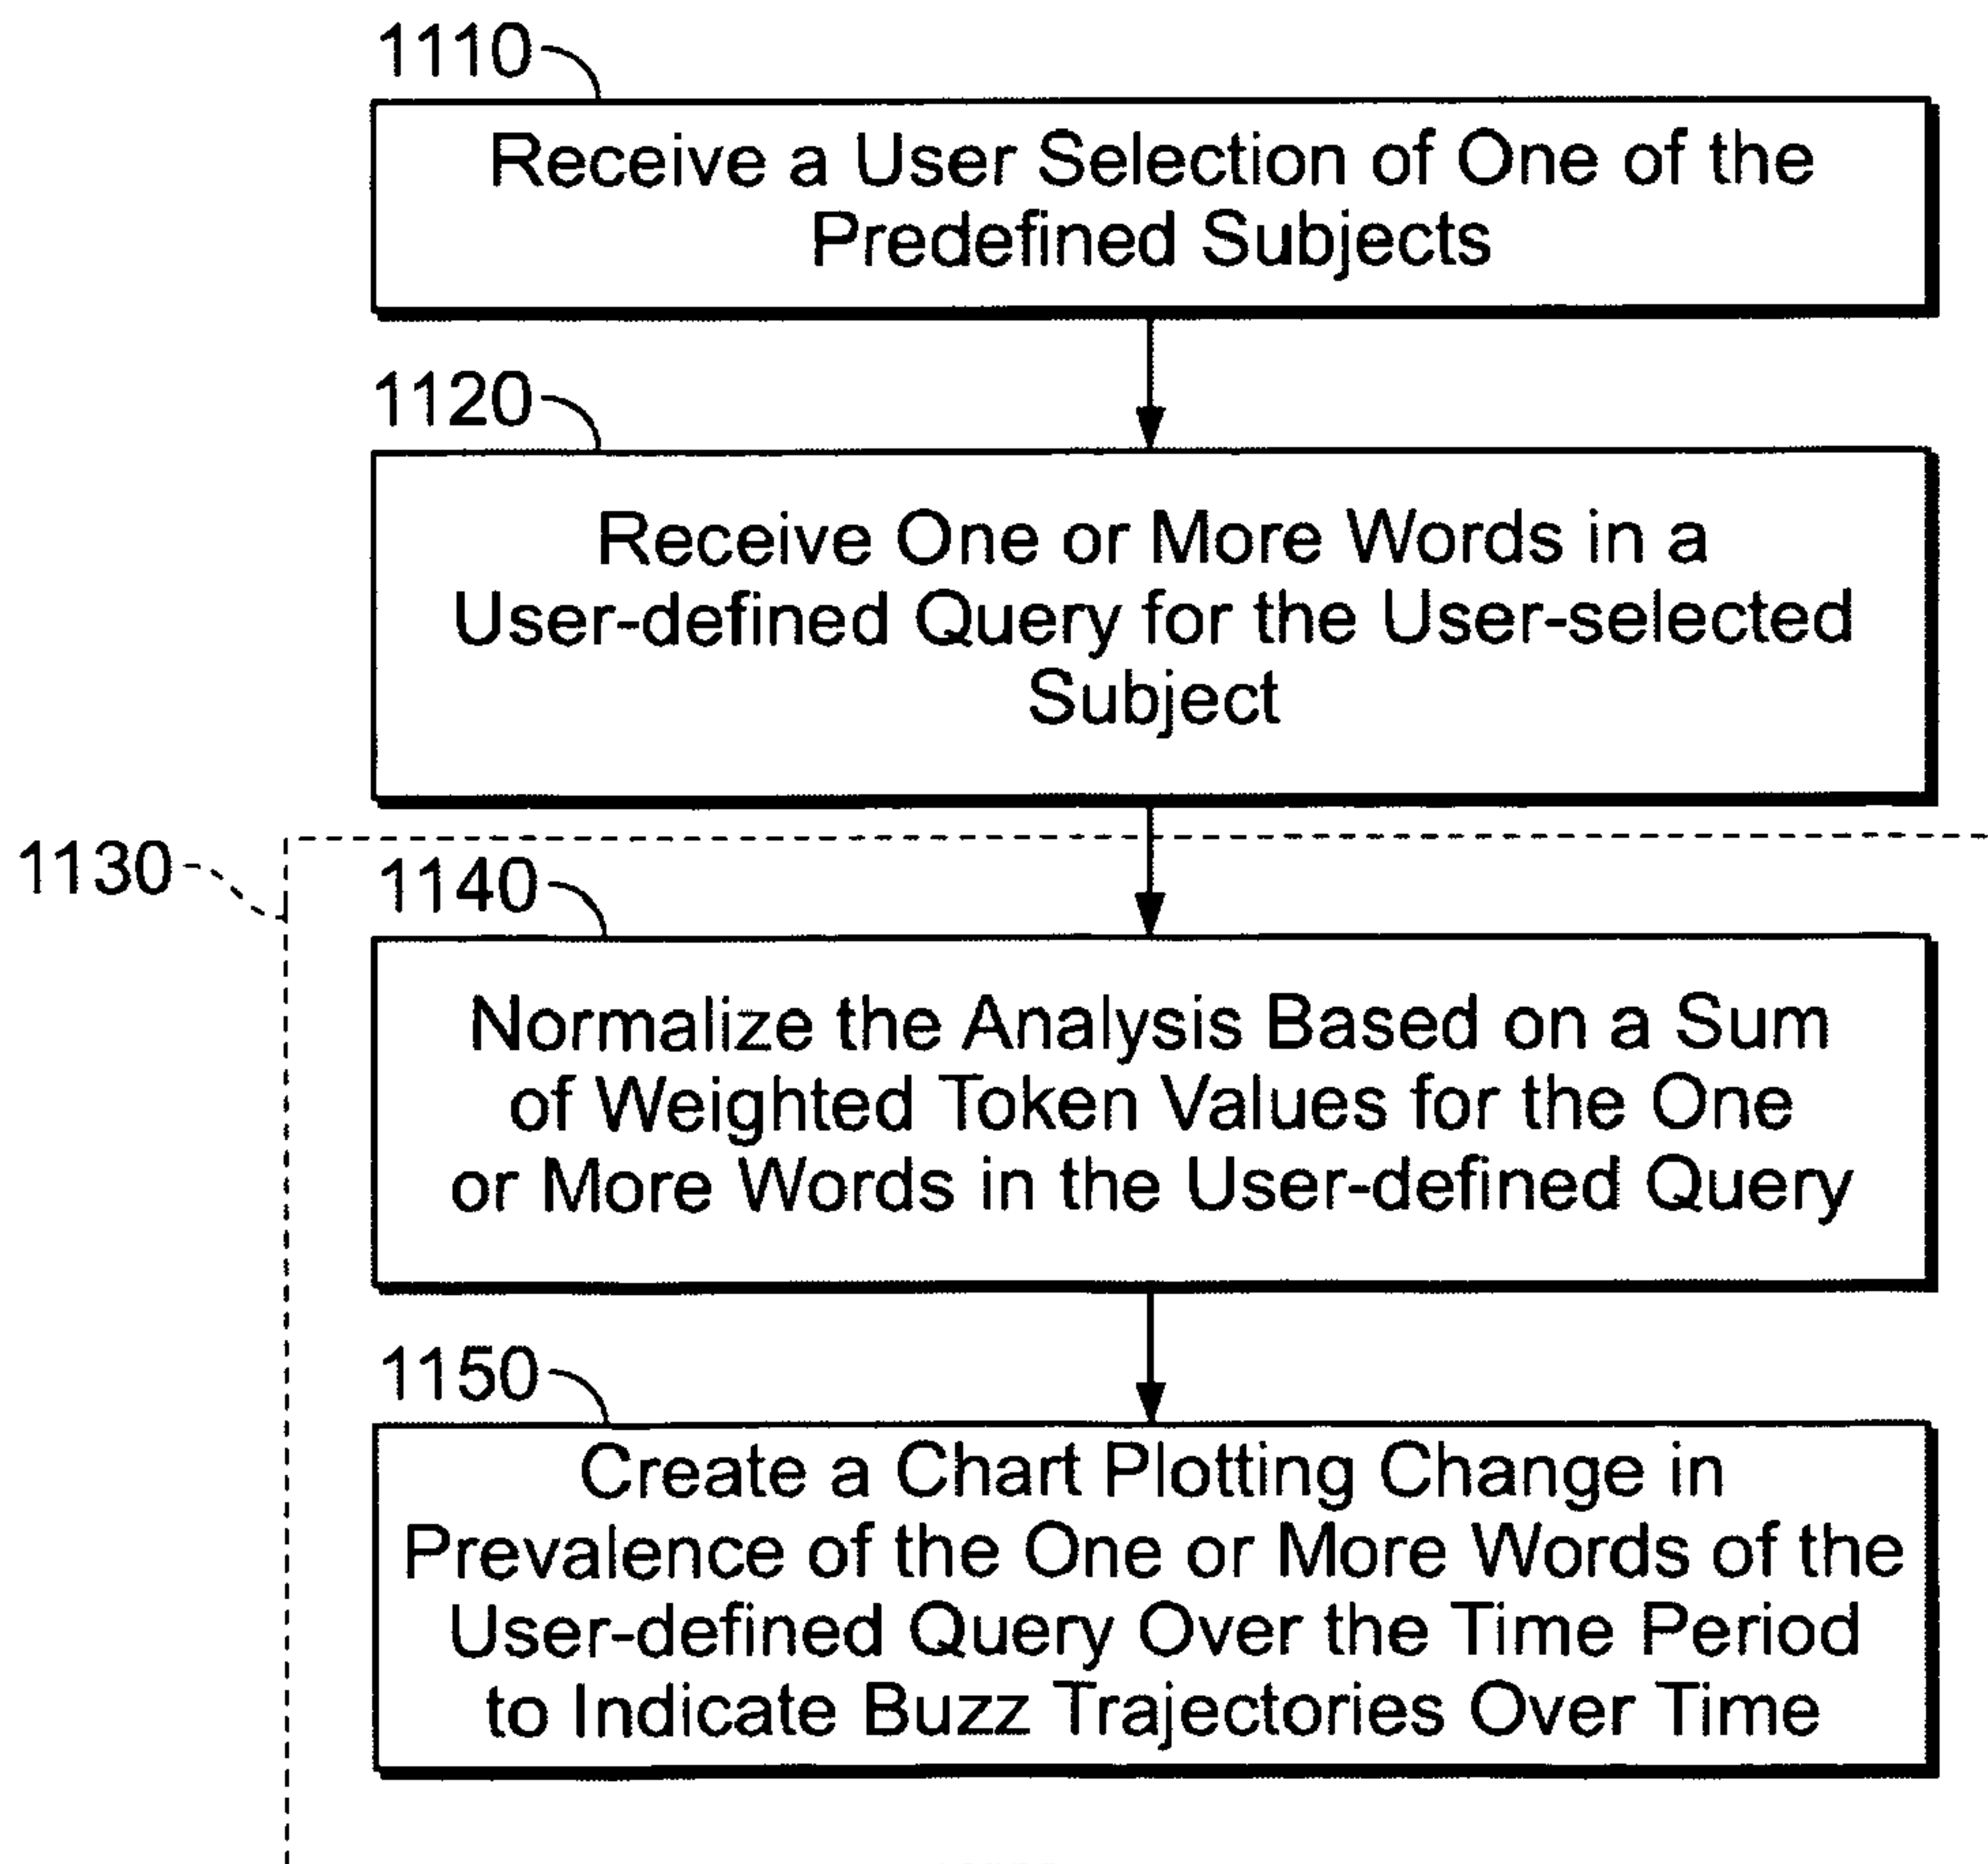 1110
Receive a User Selection of One of the
Predefined Subjects
1120
Receive One or More Words in a
User-defined Query for the User-selected
Subject
1130
1140
Normalize the Analysis Based on a Sum
of Weighted Token Values for the One
or More Words in the User-defined Query
1150
Create a Chart Plotting Change in
Prevalence of the One or More Words of the
User-defined Query Over the Time Period
to Indicate Buzz Trajectories Over Time